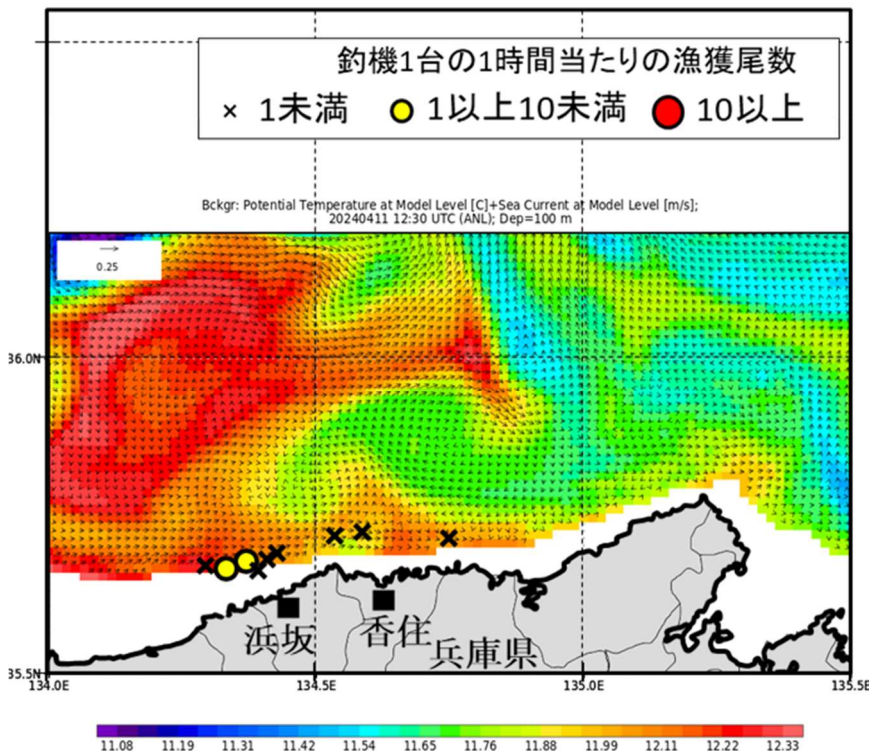 釣機1台の1時間当たりの漁獲尾数
× 1未満 1以上10未満 10以上
Bckgr: Potential Temperature at Model Level [C]+Sea Current at Model Level [m/s];
20240411 12:30 UTC (ANL); Dep=100 m
0.25
36.0N
浜坂 香住
兵庫県
35.5N
134.0E 134.5E 135.0E 135.5E
11.08 11.19 11.31 11.42 11.54 11.65 11.76 11.88 11.99 12.11 12.22 12.33